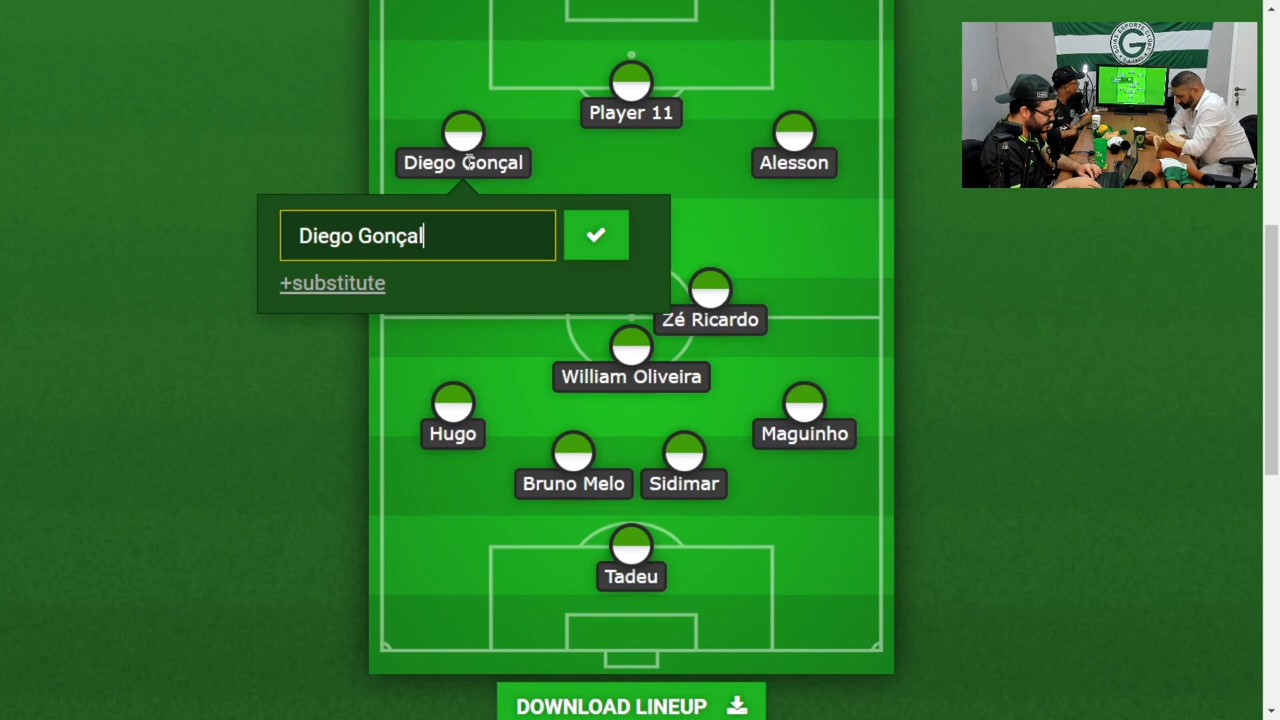 Player 11
Diego Gonçal
Alesson
Diego Gonçal
+substitute
Zé Ricardo
William Oliveira
Hugo
Maguinho
Bruno Melo
Sidimar
Tadeu
DOWNLOAD LINEUP